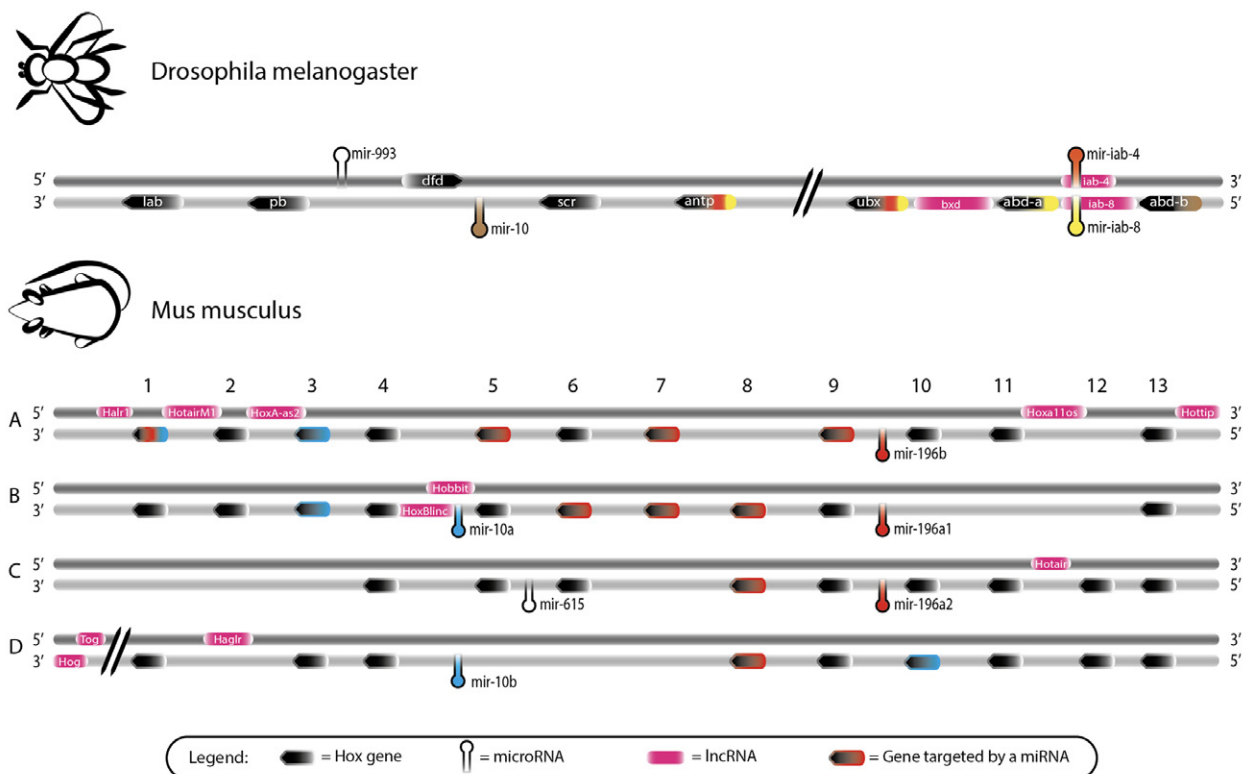 Drosophila melanogaster
mir-993
mir-iab-4
5' dfd iab-4 3'
3' lab pb scr antp ubx bxd abd-a iab-8 abd-b 5'
mir-10
mir-iab-8
Mus musculus
1 2 3 4 5 6 7 8 9 10 11 12 13
A
5' Halr1 HotairM1 HoxA-as2 Hoxa11os Hottip 3'
3' 5'
mir-196b
B
5' Hobbit 3'
3' HoxBlinc 5'
mir-10a mir-196a1
C
5' Hotair 3'
3' 5'
mir-615 mir-196a2
D
5' Tog Haglr 3'
3' Hog 5'
mir-10b
Legend: = Hox gene = microRNA = lncRNA = Gene targeted by a miRNA